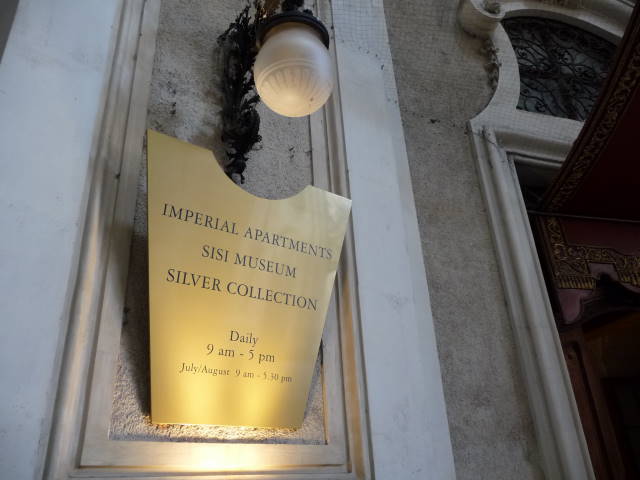 IMPERIAL APARTMENTS
SISI MUSEUM
SILVER COLLECTION
Daily
9 am - 5 pm
July/August 9 am - 5.30 pm